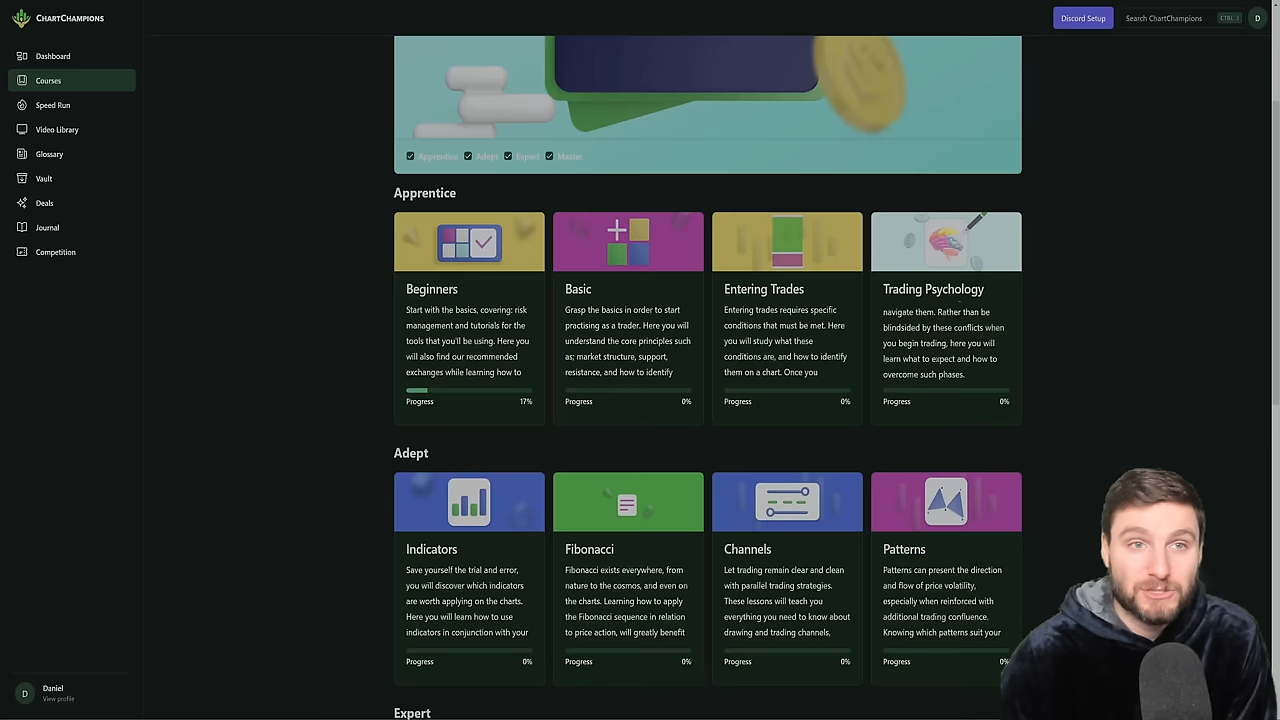 CHARTCHAMPIONS
Discord Setup
Search ChartChampions
CTRL J
D
Dashboard
Courses
Speed Run
Video Library
Glossary
Vault
Deals
Journal
Competition
Apprentice
Adept
Expert
Master
Apprentice
Beginners
Start with the basics, covering: risk
management and tutorials for the
tools that you'll be using. Here you
will also find our recommended
exchanges while learning how to
Progress
17%
Basic
Grasp the basics in order to start
practising as a trader. Here you will
understand the core principles such
as; market structure, support,
resistance, and how to identify
Progress
0%
Entering Trades
Entering trades requires specific
conditions that must be met. Here
you will study what these
conditions are, and how to identify
them on a chart. Once you
Progress
0%
Trading Psychology
navigate them. Rather than be
blindsided by these conflicts when
you begin trading, here you will
learn what to expect and how to
overcome such phases.
Progress
0%
Adept
Indicators
Save yourself the trial and error,
you will discover which indicators
are worth applying on the charts.
Here you will learn how to use
indicators in conjunction with your
Progress
0%
Fibonacci
Fibonacci exists everywhere, from
nature to the cosmos, and even on
the charts. Learning how to apply
the Fibonacci sequence in relation
to price action, will greatly benefit
Progress
0%
Channels
Let trading remain clear and clean
with parallel trading strategies.
These lessons will teach you
everything you need to know about
drawing and trading channels,
Progress
0%
Patterns
Patterns can present the direction
and flow of price volatility,
especially when reinforced with
additional trading confluence.
Knowing which patterns suit your
Progress
0%
Expert
D
Daniel
View profile